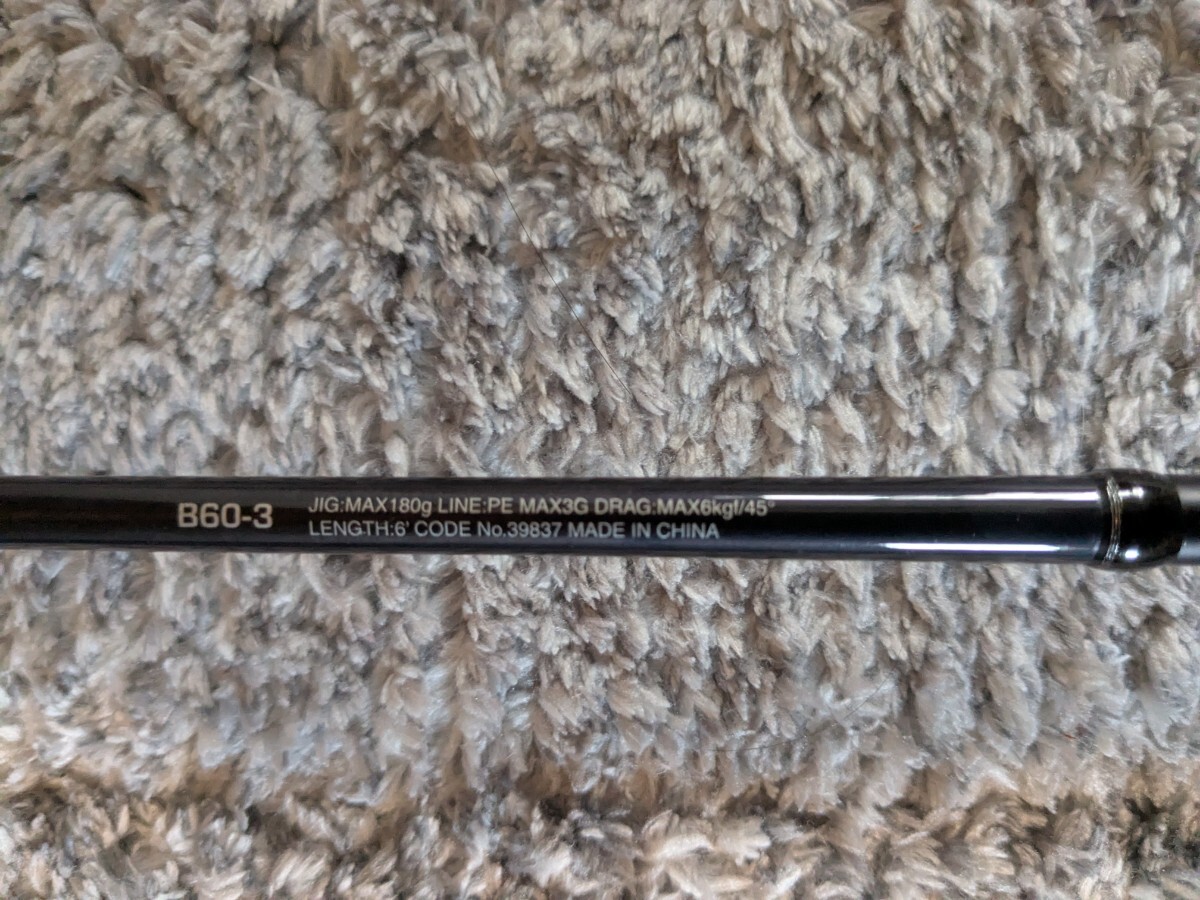 B60-3
JIG:MAX180g LINE:PE MAX3G DRAG:MAX6kgf/45°
LENGTH:6' CODE No.39837 MADE IN CHINA